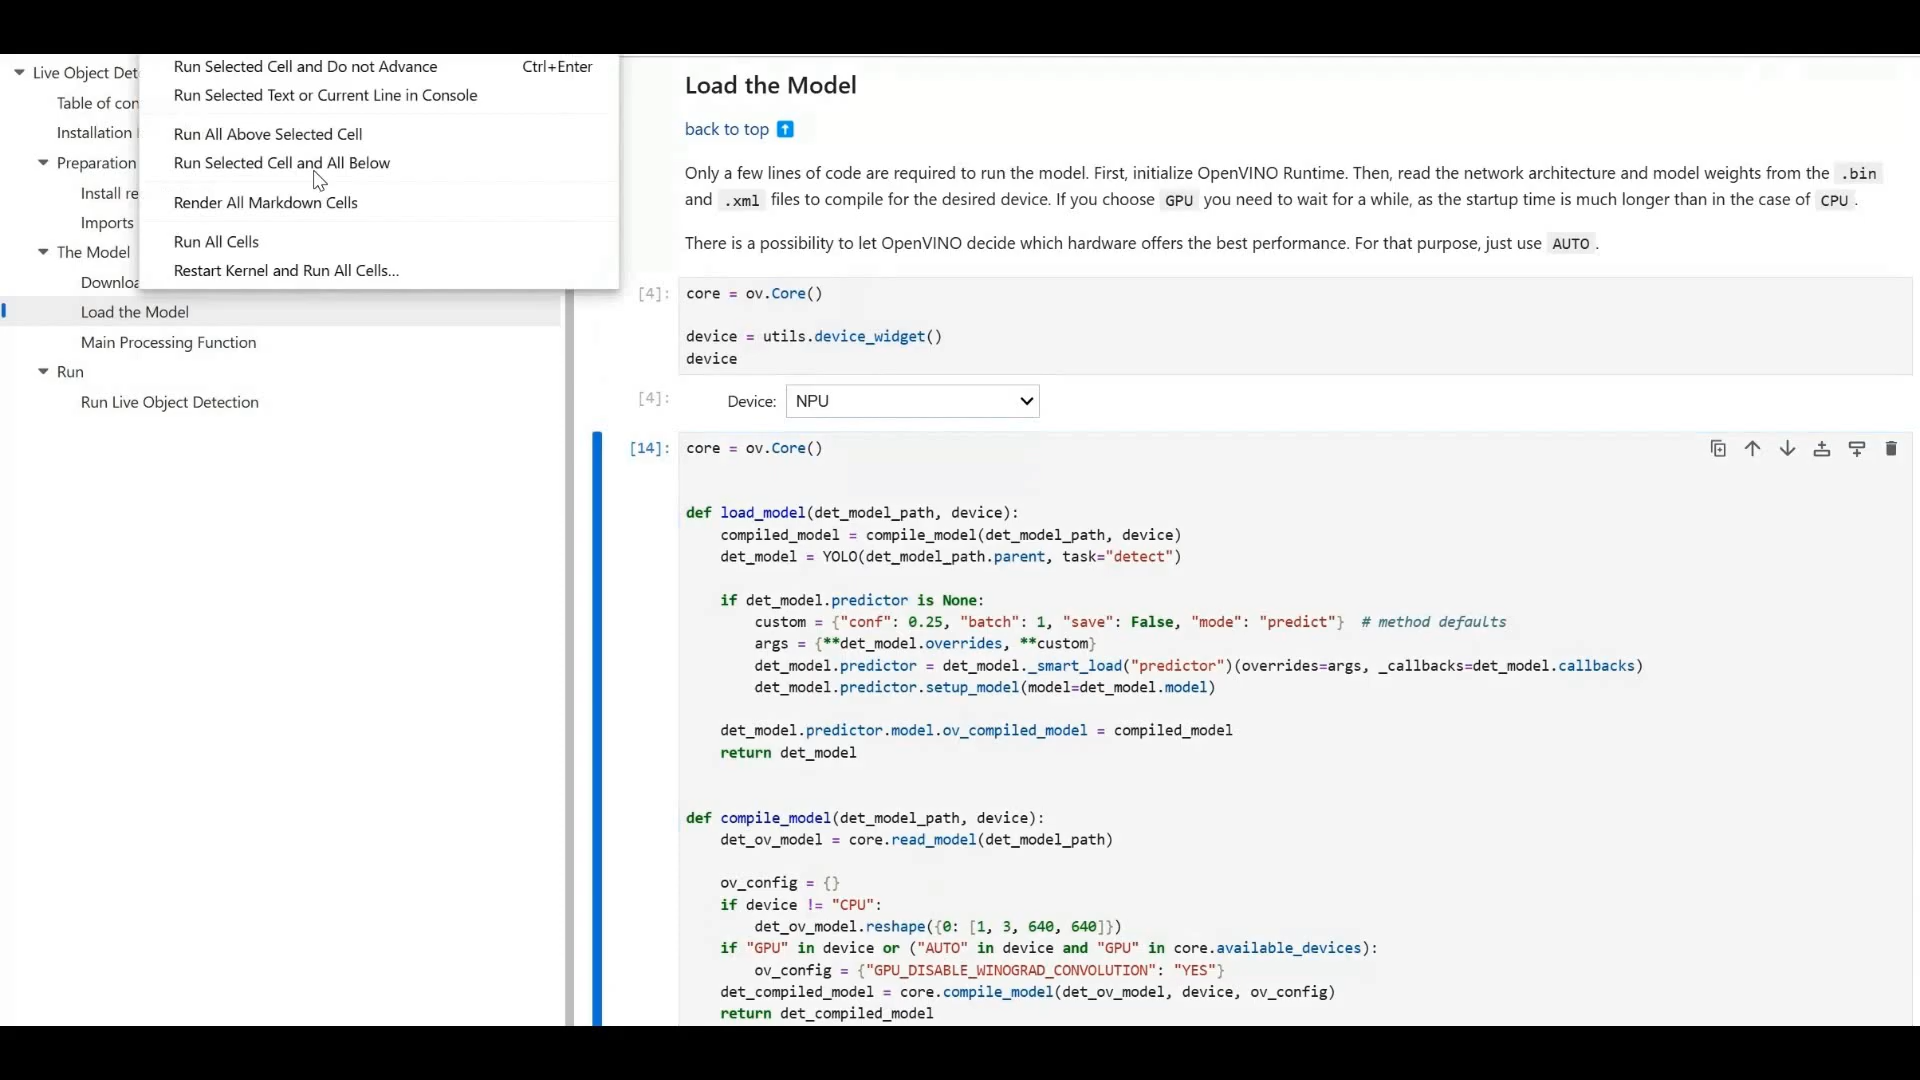 Live Object Det
Table of con
Installation
Preparation
Install re
Imports
The Model
Downloa
Load the Model
Main Processing Function
Run
Run Live Object Detection
Run Selected Cell and Do not Advance Ctrl+Enter
Run Selected Text or Current Line in Console
Run All Above Selected Cell
Run Selected Cell and All Below
Render All Markdown Cells
Run All Cells
Restart Kernel and Run All Cells...
Load the Model
back to top
Only a few lines of code are required to run the model. First, initialize OpenVINO Runtime. Then, read the network architecture and model weights from the .bin
and .xml files to compile for the desired device. If you choose GPU you need to wait for a while, as the startup time is much longer than in the case of CPU .
There is a possibility to let OpenVINO decide which hardware offers the best performance. For that purpose, just use AUTO .
[4]: core = ov.Core()
device = utils.device_widget()
device
[4]: Device: NPU
[14]: core = ov.Core()
def load_model(det_model_path, device):
    compiled_model = compile_model(det_model_path, device)
    det_model = YOLO(det_model_path.parent, task="detect")
    if det_model.predictor is None:
        custom = {"conf": 0.25, "batch": 1, "save": False, "mode": "predict"}  # method defaults
        args = {**det_model.overrides, **custom}
        det_model.predictor = det_model._smart_load("predictor")(overrides=args, _callbacks=det_model.callbacks)
        det_model.predictor.setup_model(model=det_model.model)
    det_model.predictor.model.ov_compiled_model = compiled_model
    return det_model
def compile_model(det_model_path, device):
    det_ov_model = core.read_model(det_model_path)
    ov_config = {}
    if device != "CPU":
        det_ov_model.reshape({0: [1, 3, 640, 640]})
    if "GPU" in device or ("AUTO" in device and "GPU" in core.available_devices):
        ov_config = {"GPU_DISABLE_WINOGRAD_CONVOLUTION": "YES"}
    det_compiled_model = core.compile_model(det_ov_model, device, ov_config)
    return det_compiled_model